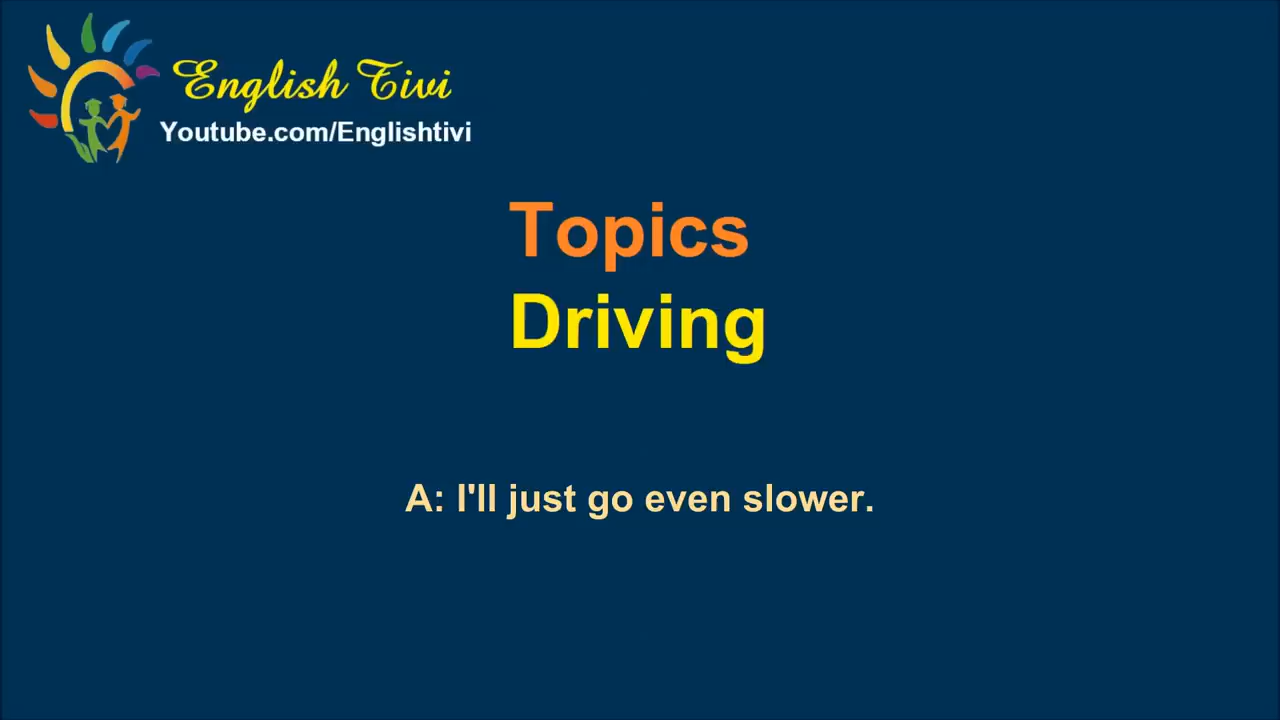 English Tivi
Youtube.com/Englishtivi
Topics
Driving
A: I'll just go even slower.